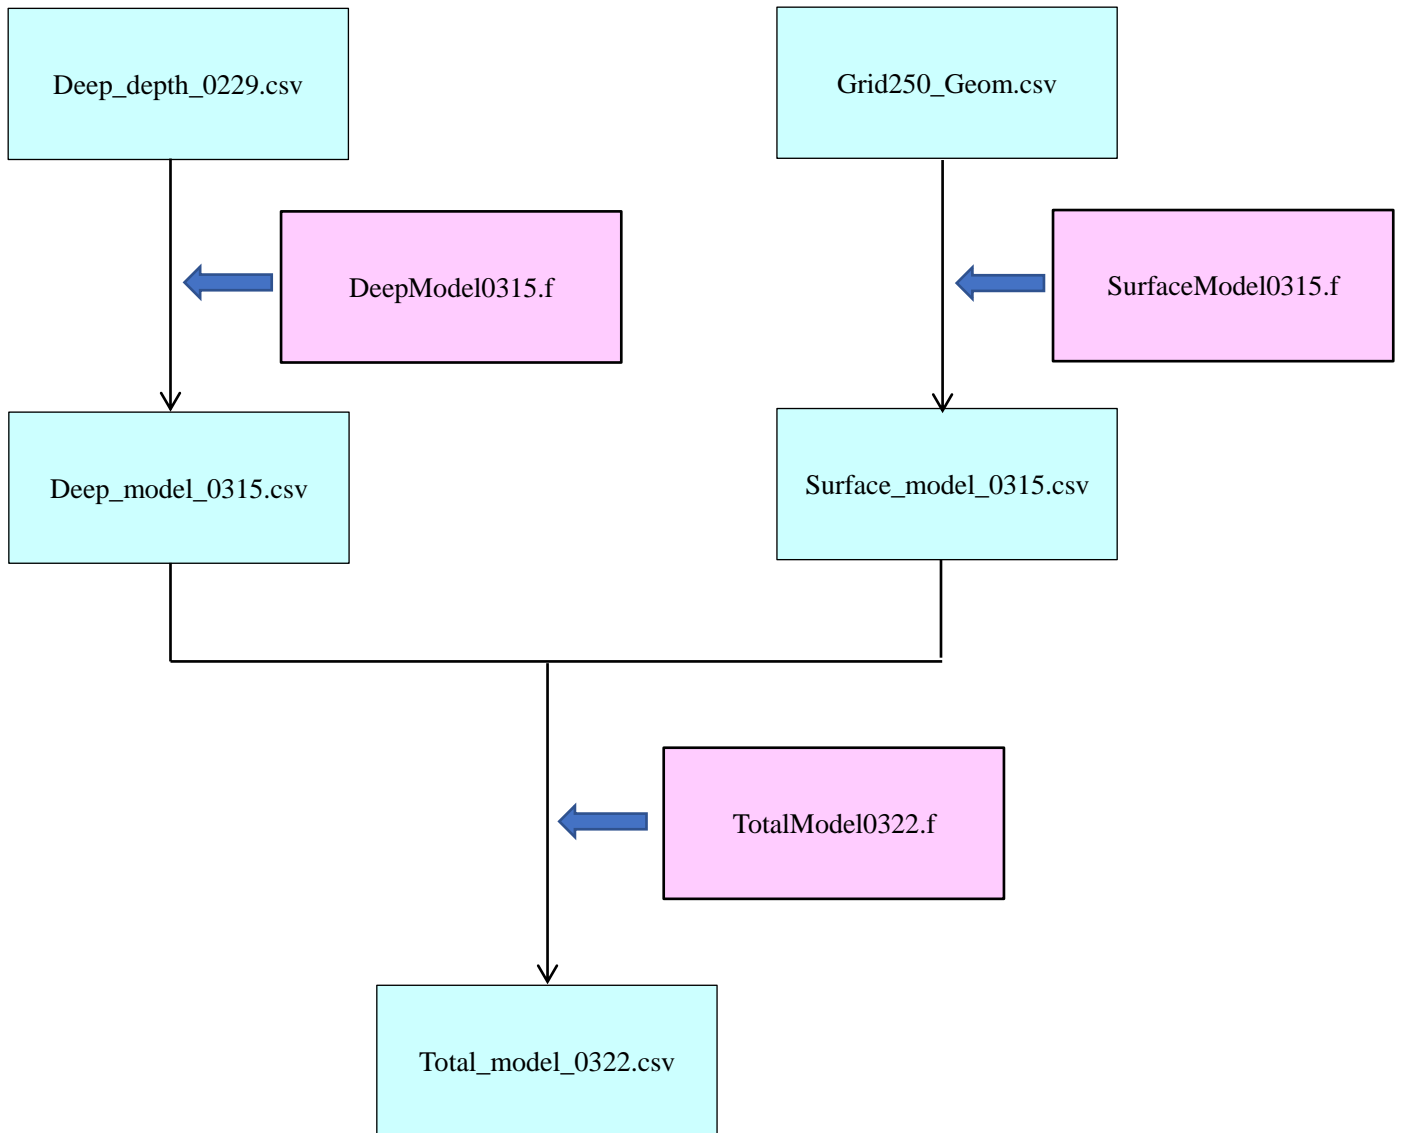 Deep_depth_0229.csv
Grid250_Geom.csv
DeepModel0315.f
SurfaceModel0315.f
Deep_model_0315.csv
Surface_model_0315.csv
TotalModel0322.f
Total_model_0322.csv